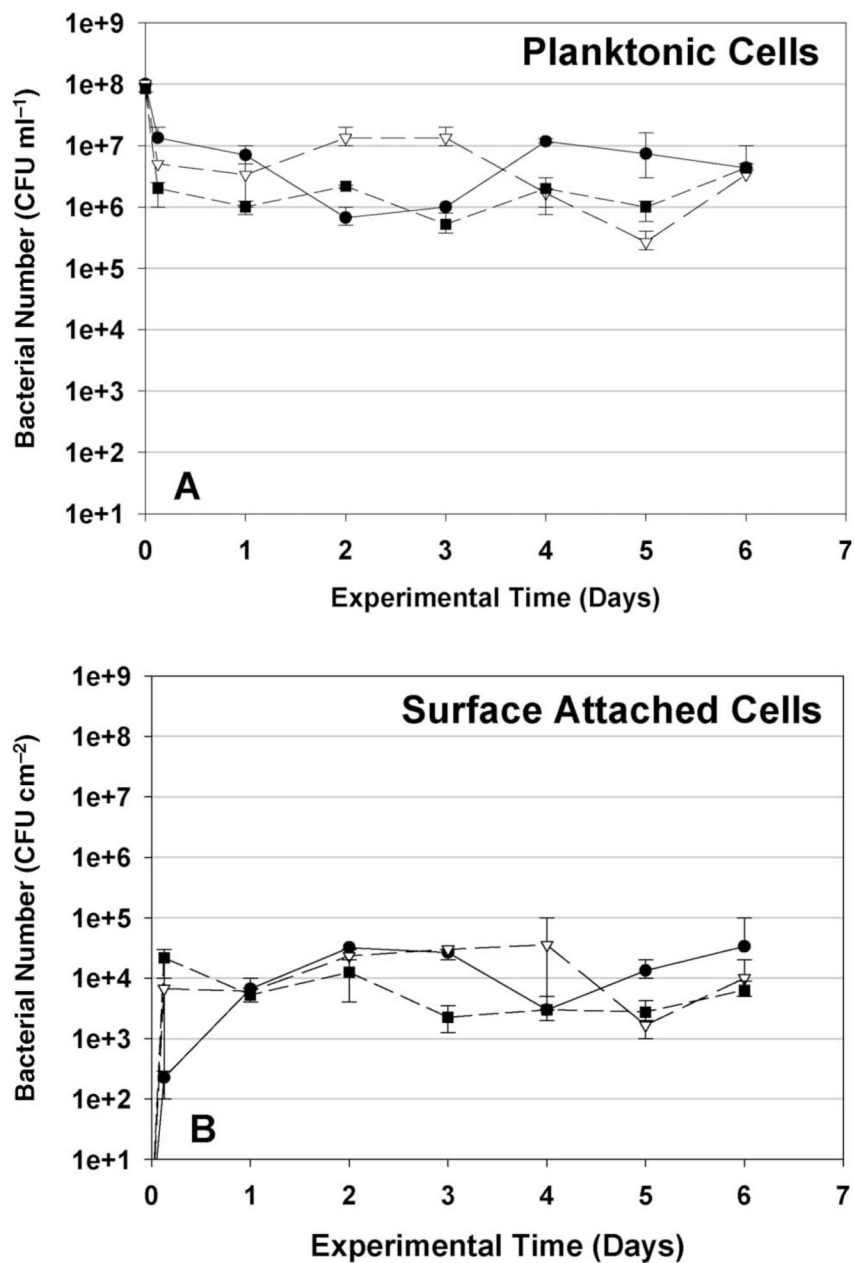 Planktonic Cells
Bacterial Number (CFU ml⁻¹)
1e+9
1e+8
1e+7
1e+6
1e+5
1e+4
1e+3
1e+2
1e+1
A
0 1 2 3 4 5 6 7
Experimental Time (Days)
Surface Attached Cells
Bacterial Number (CFU cm⁻²)
1e+9
1e+8
1e+7
1e+6
1e+5
1e+4
1e+3
1e+2
1e+1
B
0 1 2 3 4 5 6 7
Experimental Time (Days)